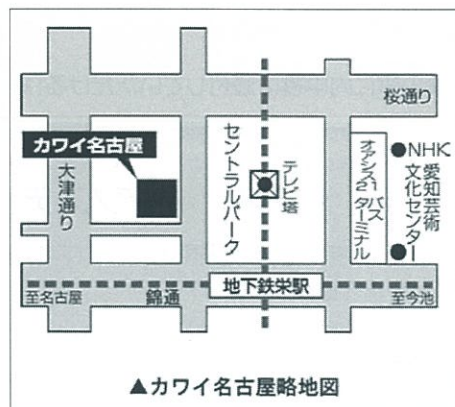 桜通り
カワイ名古屋
大津通り
セントラルパーク
テレビ塔
オアシス21
バスターミナル
NHK
愛知芸術
文化センター
地下鉄栄駅
至名古屋
錦通
至今池
▲カワイ名古屋略地図